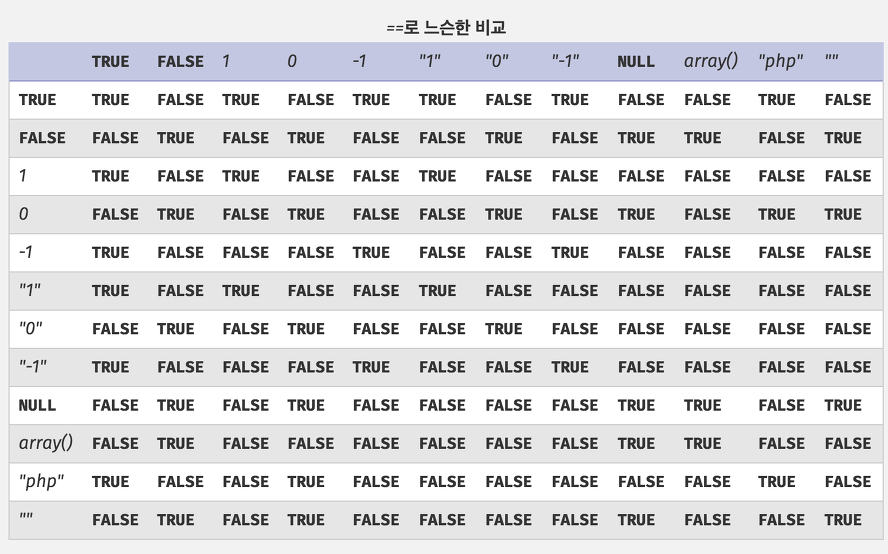 ==로 느슨한 비교
TRUE FALSE 1 0 -1 "1" "0" "-1" NULL array() "php" ""
TRUE TRUE FALSE TRUE FALSE TRUE TRUE FALSE TRUE FALSE FALSE TRUE FALSE
FALSE FALSE TRUE FALSE TRUE FALSE FALSE TRUE FALSE TRUE TRUE FALSE TRUE
1 TRUE FALSE TRUE FALSE FALSE TRUE FALSE FALSE FALSE FALSE FALSE FALSE
0 FALSE TRUE FALSE TRUE FALSE FALSE TRUE FALSE TRUE FALSE TRUE TRUE
-1 TRUE FALSE FALSE FALSE TRUE FALSE FALSE TRUE FALSE FALSE FALSE FALSE
"1" TRUE FALSE TRUE FALSE FALSE TRUE FALSE FALSE FALSE FALSE FALSE FALSE
"0" FALSE TRUE FALSE TRUE FALSE FALSE TRUE FALSE FALSE FALSE FALSE FALSE
"-1" TRUE FALSE FALSE FALSE TRUE FALSE FALSE TRUE FALSE FALSE FALSE FALSE
NULL FALSE TRUE FALSE TRUE FALSE FALSE FALSE FALSE TRUE TRUE FALSE TRUE
array() FALSE TRUE FALSE FALSE FALSE FALSE FALSE FALSE TRUE TRUE FALSE FALSE
"php" TRUE FALSE FALSE TRUE FALSE FALSE FALSE FALSE FALSE FALSE TRUE FALSE
"" FALSE TRUE FALSE TRUE FALSE FALSE FALSE FALSE TRUE FALSE FALSE TRUE